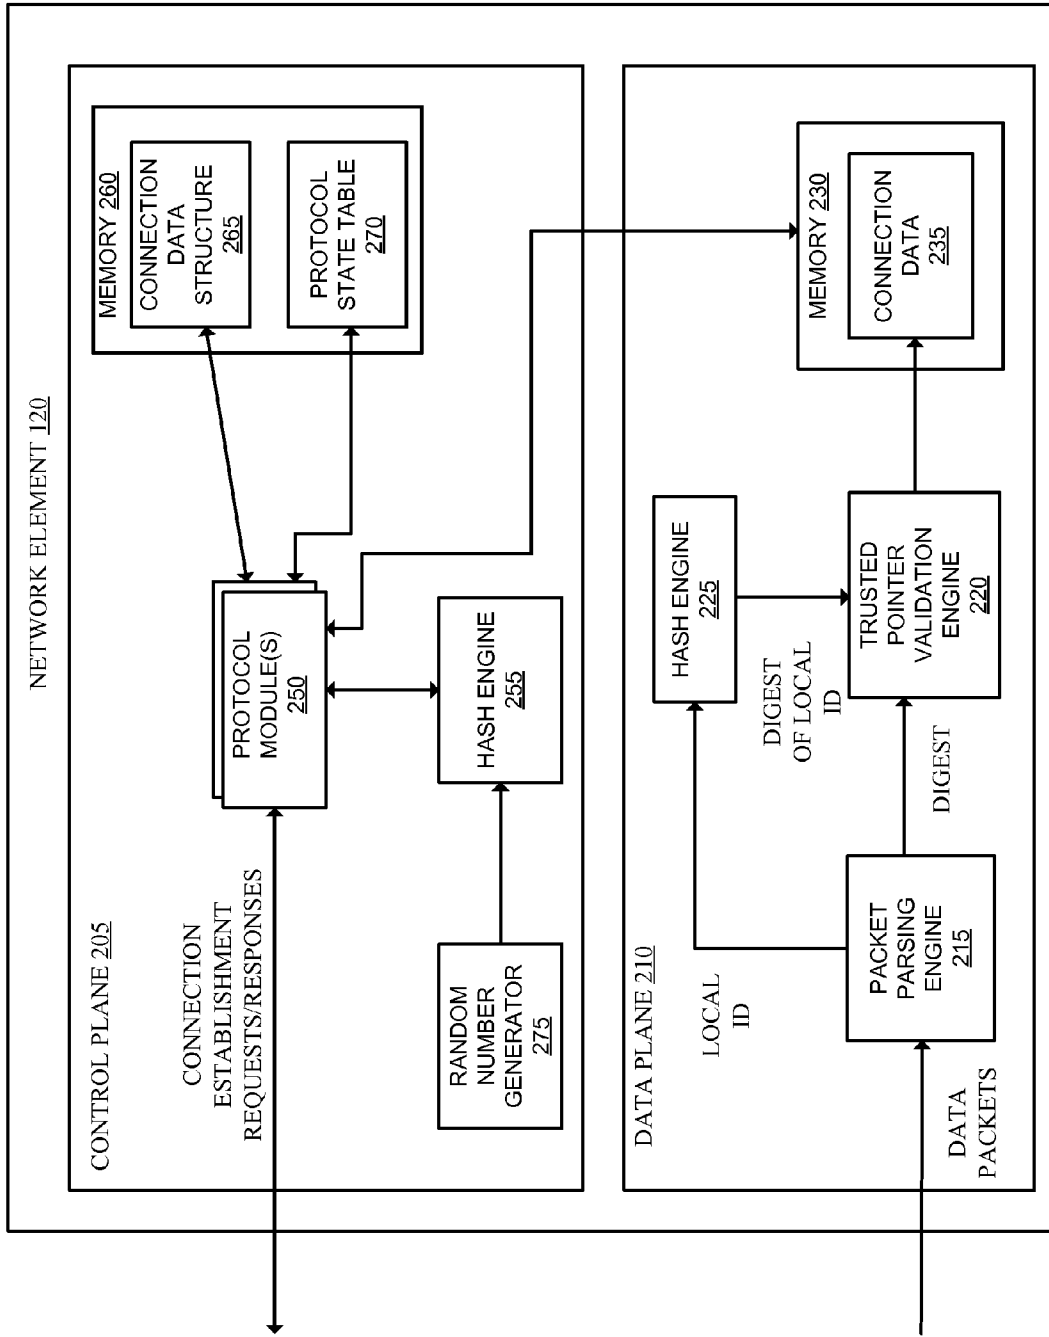 NETWORK ELEMENT 120
CONTROL PLANE 205
CONNECTION
ESTABLISHMENT
REQUESTS/RESPONSES
PROTOCOL
MODULE(S)
250
MEMORY 260
CONNECTION
DATA
STRUCTURE
265
PROTOCOL
STATE TABLE
270
RANDOM
NUMBER
GENERATOR
275
HASH ENGINE
255
DATA PLANE 210
LOCAL
ID
HASH ENGINE
225
DIGEST
OF LOCAL
ID
MEMORY 230
CONNECTION
DATA
235
DATA
PACKETS
PACKET
PARSING
ENGINE
215
DIGEST
TRUSTED
POINTER
VALIDATION
ENGINE
220